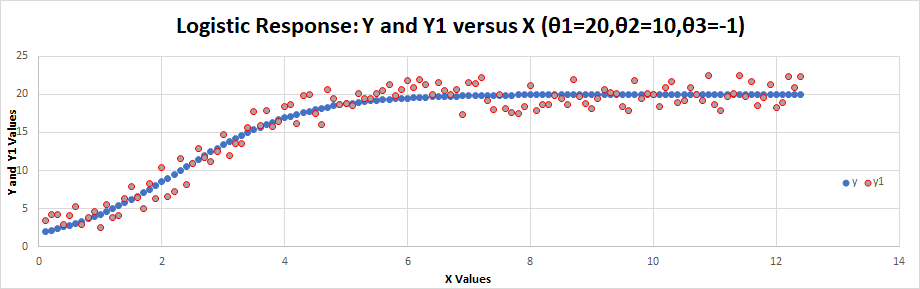 Logistic Response: Y and Y1 versus X (θ1=20,θ2=10,θ3=-1)
Y and Y1 Values
25
20
15
10
5
0
0 2 4 6 8 10 12 14
X Values
y y1